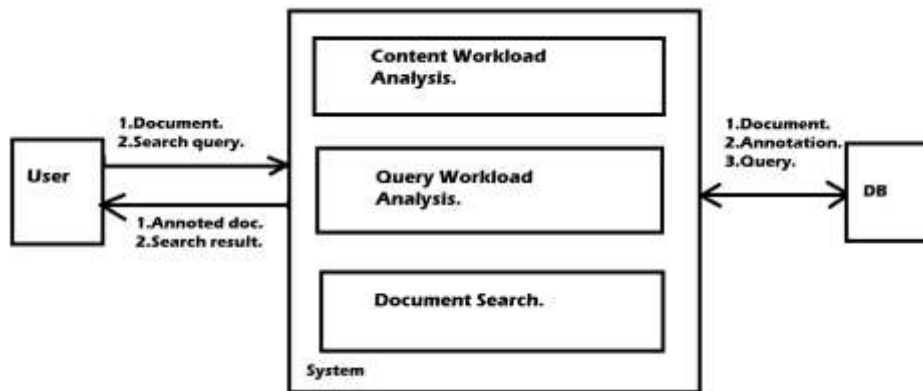 Content Workload
Analysis.
1.Document.
2.Search query.
1.Document.
2.Annotation.
3.Query.
User
Query Workload
Analysis.
DB
1.Annoted doc.
2.Search result.
Document Search.
System